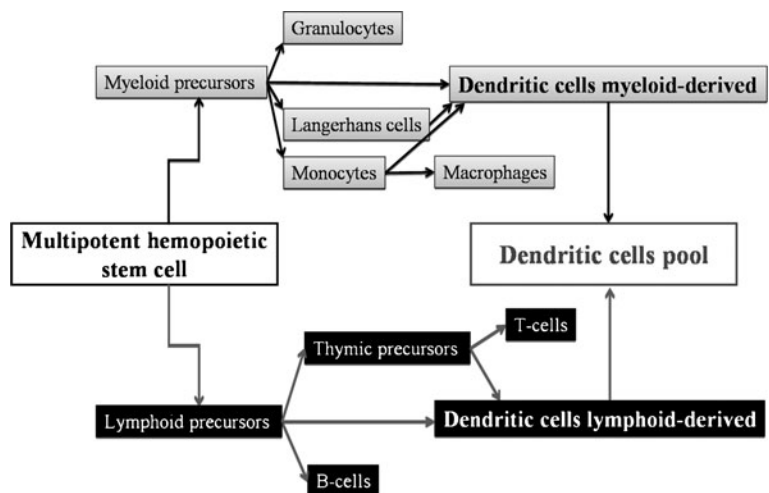 Granulocytes
Myeloid precursors
Dendritic cells myeloid-derived
Langerhans cells
Monocytes
Macrophages
Multipotent hemopoietic
stem cell
Dendritic cells pool
T-cells
Thymic precursors
Lymphoid precursors
Dendritic cells lymphoid-derived
B-cells